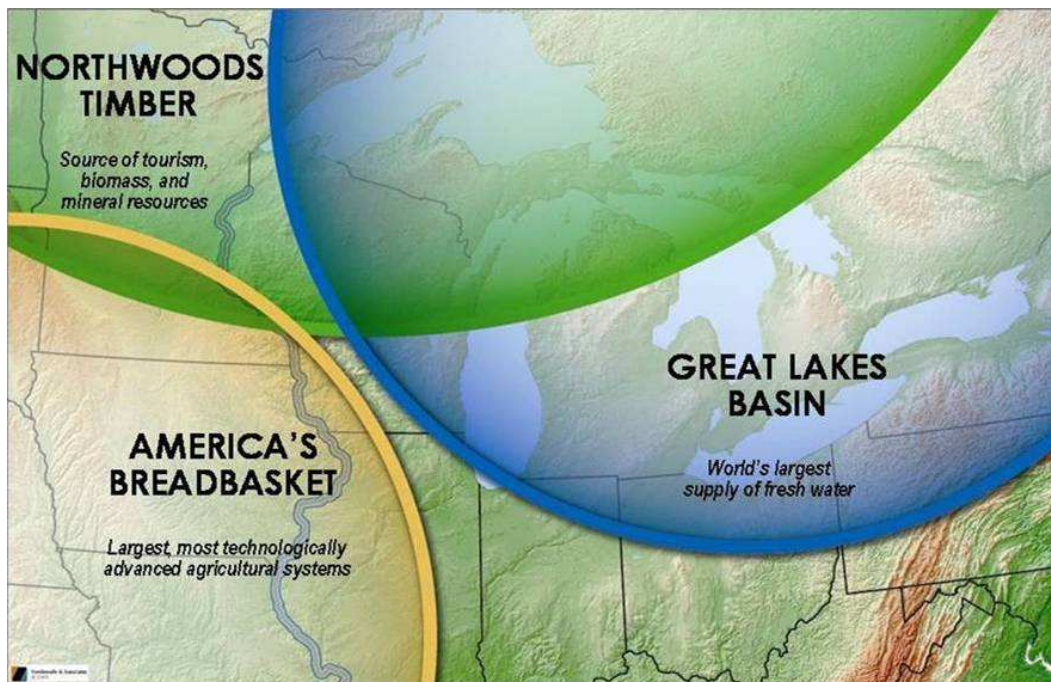 NORTHWOODS
TIMBER
Source of tourism,
biomass, and
mineral resources
GREAT LAKES
BASIN
World's largest
supply of fresh water
AMERICA'S
BREADBASKET
Largest, most technologically
advanced agricultural systems
& Associates